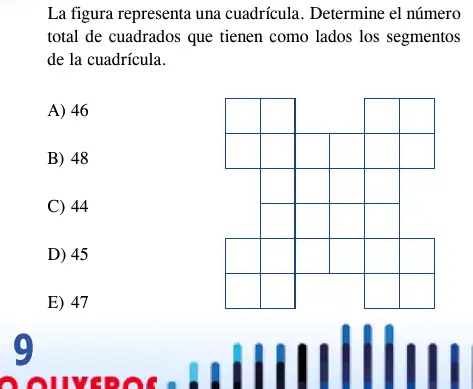 La figura representa una cuadrícula. Determine el número
total de cuadrados que tienen como lados los segmentos
de la cuadrícula.
A) 46
B) 48
C) 44
D) 45
E) 47
9